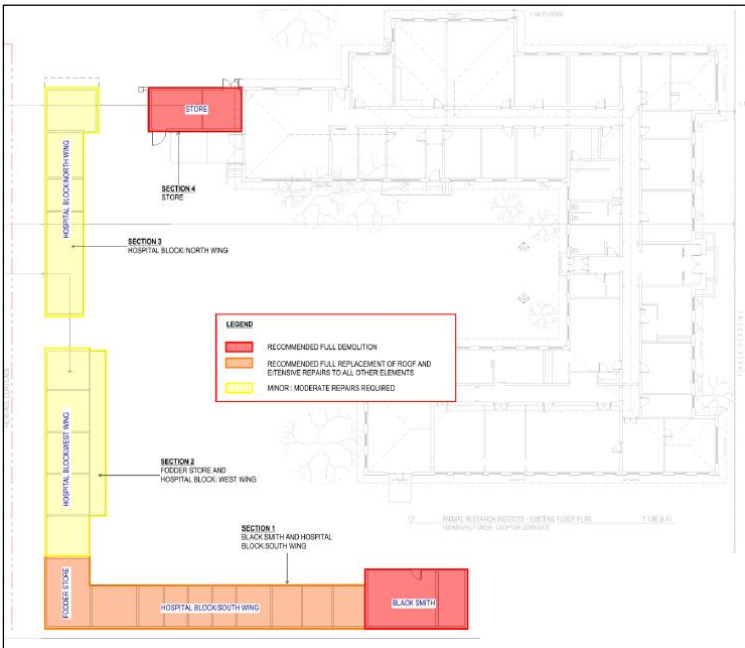 STORE
SECTION 4
STORE
HOSPITAL BLOCK:NORTH WING
SECTION 3
HOSPITAL BLOCK: NORTH WING
LEGEND
RECOMMENDED FULL DEMOLITION
RECOMMENDED FULL REPLACEMENT OF ROOF AND
EXTENSIVE REPAIRS TO ALL OTHER ELEMENTS
MINOR : MODERATE REPAIRS REQUIRED
HOSPITAL BLOCK:WEST WING
SECTION 2
FODDER STORE AND
HOSPITAL BLOCK: WEST WING
01 ANIMAL RESEARCH INSTITUTE - EXISTING FLOOR PLAN
SECTION 1
BLACK SMITH AND HOSPITAL
BLOCK:SOUTH WING
FODDER STORE
HOSPITAL BLOCK:SOUTH WING
BLACK SMITH